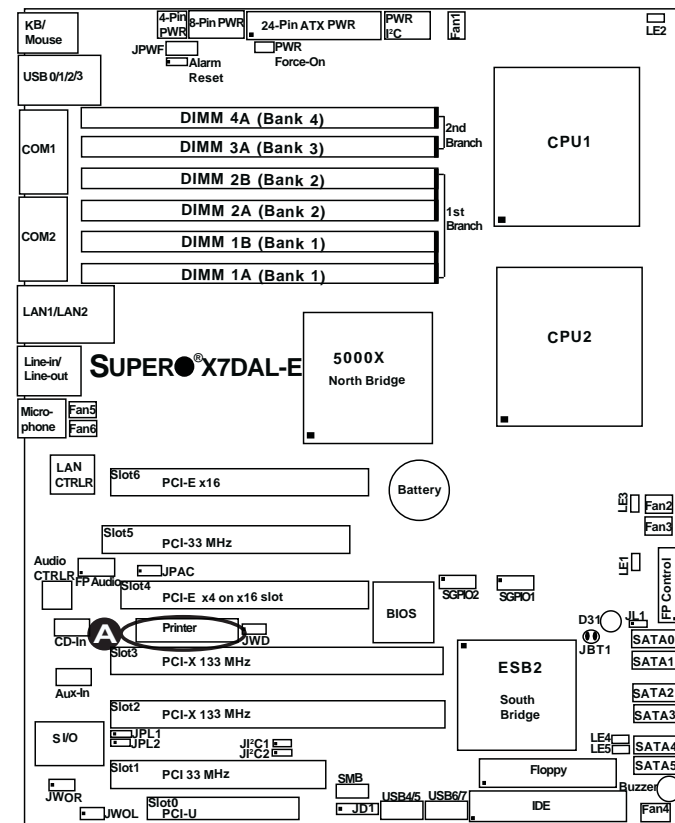 KB/
Mouse
4-Pin
PWR
8-Pin PWR
24-Pin ATX PWR
PWR
I²C
Fan1
LE2
JPWF
Alarm
Reset
PWR
Force-On
USB 0/1/2/3
DIMM 4A (Bank 4)
DIMM 3A (Bank 3)
2nd
Branch
DIMM 2B (Bank 2)
DIMM 2A (Bank 2)
DIMM 1B (Bank 1)
DIMM 1A (Bank 1)
1st
Branch
COM1
COM2
CPU1
CPU2
LAN1/LAN2
Line-in/
Line-out
SUPER®X7DAL-E
5000X
North Bridge
Micro-
phone
Fan5
Fan6
LAN
CTRLR
Slot6
PCI-E x16
Battery
LE3
Fan2
Fan3
Slot5
PCI-33 MHz
Audio
CTRLR
FP Audio
JPAC
LE1
FP Control
Slot4
PCI-E x4 on x16 slot
BIOS
SGPIO2
SGPIO1
CD-In
A
Printer
JWD
D31
JL1
JBT1
SATA0
SATA1
Slot3
PCI-X 133 MHz
ESB2
South
Bridge
Aux-In
SATA2
SATA3
Slot2
PCI-X 133 MHz
S I/O
JPL1
JPL2
JI²C1
JI²C2
LE4
LE5
SATA4
SATA5
Slot1
PCI 33 MHz
SMB
Floppy
Buzzer
JWOR
JWOL
Slot0
PCI-U
JD1
USB4/5
USB6/7
IDE
Fan4